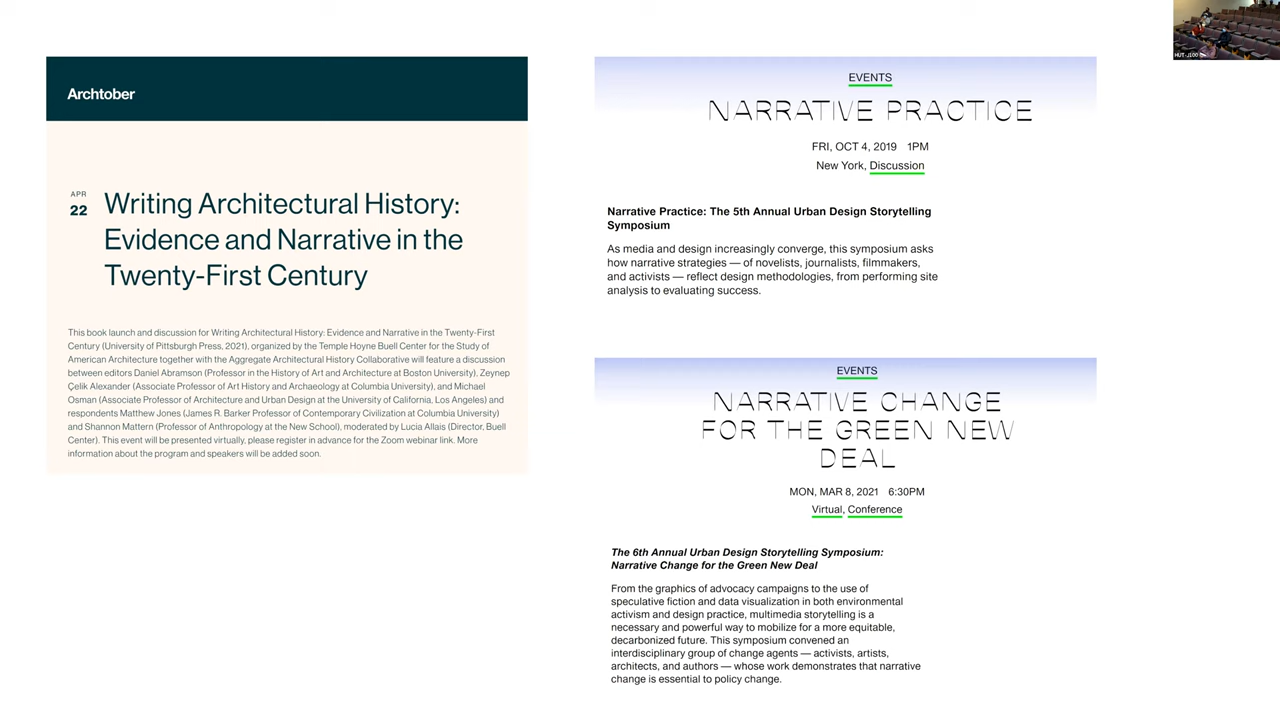 Archtober
APR
22
Writing Architectural History:
Evidence and Narrative in the
Twenty-First Century
This book launch and discussion for Writing Architectural History: Evidence and Narrative in the Twenty-First
Century (University of Pittsburgh Press, 2021), organized by the Temple Hoyne Buell Center for the Study of
American Architecture together with the Aggregate Architectural History Collaborative will feature a discussion
between editors Daniel Abramson (Professor in the History of Art and Architecture at Boston University), Zeynep
Çelik Alexander (Associate Professor of Art History and Archaeology at Columbia University), and Michael
Osman (Associate Professor of Architecture and Urban Design at the University of California, Los Angeles) and
respondents Matthew Jones (James R. Barker Professor of Contemporary Civilization at Columbia University)
and Shannon Mattern (Professor of Anthropology at the New School), moderated by Lucia Allais (Director, Buell
Center). This event will be presented virtually, please register in advance for the Zoom webinar link. More
information about the program and speakers will be added soon.
EVENTS
NARRATIVE PRACTICE
FRI, OCT 4, 2019 1PM
New York, Discussion
Narrative Practice: The 5th Annual Urban Design Storytelling
Symposium
As media and design increasingly converge, this symposium asks
how narrative strategies — of novelists, journalists, filmmakers,
and activists — reflect design methodologies, from performing site
analysis to evaluating success.
EVENTS
NARRATIVE CHANGE
FOR THE GREEN NEW
DEAL
MON, MAR 8, 2021 6:30PM
Virtual, Conference
The 6th Annual Urban Design Storytelling Symposium:
Narrative Change for the Green New Deal
From the graphics of advocacy campaigns to the use of
speculative fiction and data visualization in both environmental
activism and design practice, multimedia storytelling is a
necessary and powerful way to mobilize for a more equitable,
decarbonized future. This symposium convened an
interdisciplinary group of change agents — activists, artists,
architects, and authors — whose work demonstrates that narrative
change is essential to policy change.
HUT-J100